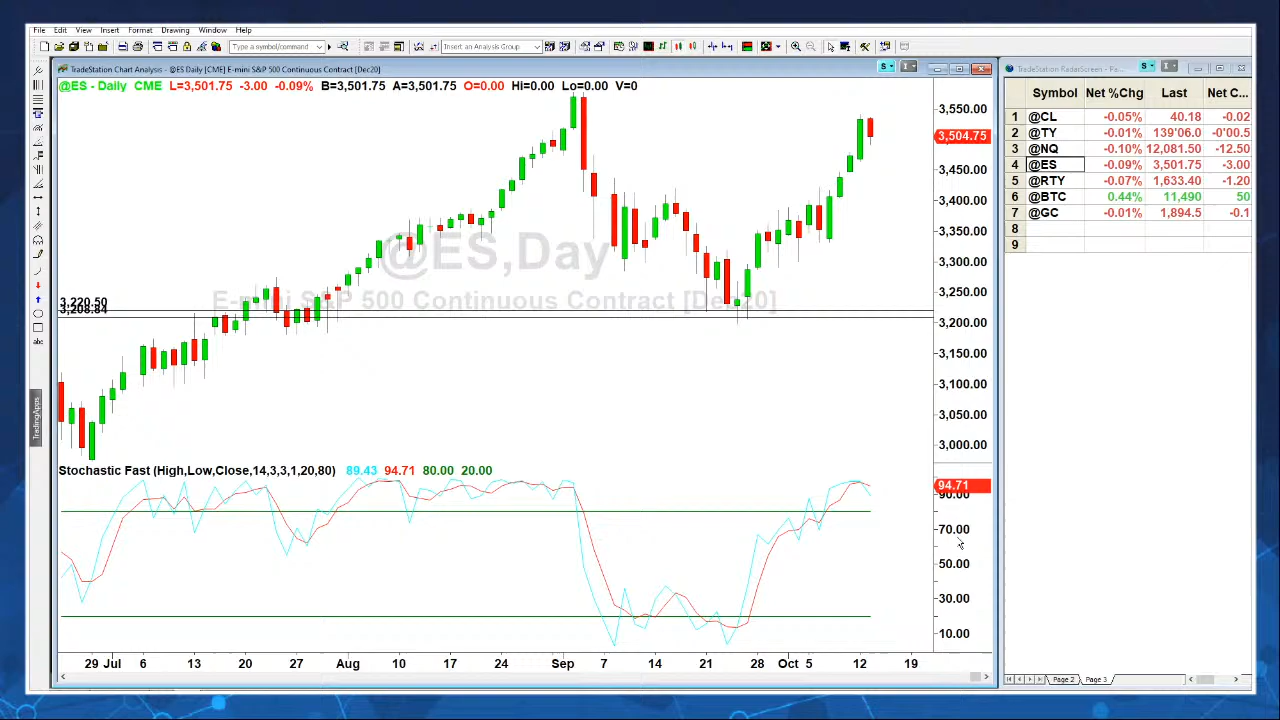 File Edit View Insert Format Drawing Window Help
Type a symbol/command
Insert an Analysis Group
TradeStation Chart Analysis - @ES Daily [CME] E-mini S&P 500 Continuous Contract [Dec20]
S
I
@ES - Daily CME L=3,501.75 -3.00 -0.09% B=3,501.75 A=3,501.75 O=0.00 Hi=0.00 Lo=0.00 V=0
3,550.00
3,504.75
3,450.00
3,400.00
3,350.00
3,300.00
3,250.00
3,200.00
3,150.00
3,100.00
3,050.00
3,000.00
@ES,Day
E-mini S&P 500 Continuous Contract [Dec20]
3,220.50
3,208.84
Stochastic Fast (High,Low,Close,14,3,3,1,20,80) 89.43 94.71 80.00 20.00
94.71
90.00
70.00
50.00
30.00
10.00
29 Jul 6 13 20 27 Aug 10 17 24 Sep 7 14 21 28 Oct 5 12 19
abc
TradingApps
TradeStation RadarScreen - Pa...
S
I
Symbol Net %Chg Last Net C...
1 @CL -0.05% 40.18 -0.02
2 @TY -0.01% 139'06.0 -0'00.5
3 @NQ -0.10% 12,081.50 -12.50
4 @ES -0.09% 3,501.75 -3.00
5 @RTY -0.07% 1,633.40 -1.20
6 @BTC 0.44% 11,490 50
7 @GC -0.01% 1,894.5 -0.1
8
9
Page 2 Page 3